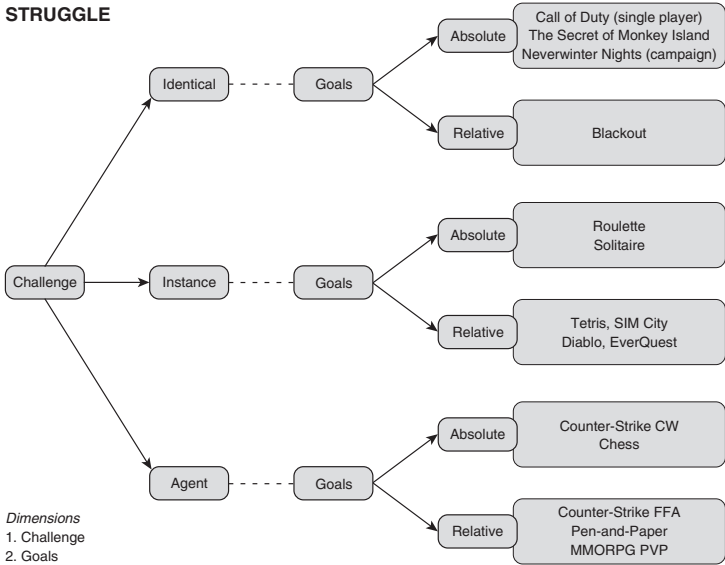 STRUGGLE
Challenge
Identical
Goals
Absolute
Call of Duty (single player)
The Secret of Monkey Island
Neverwinter Nights (campaign)
Relative
Blackout
Instance
Goals
Absolute
Roulette
Solitaire
Relative
Tetris, SIM City
Diablo, EverQuest
Agent
Goals
Absolute
Counter-Strike CW
Chess
Relative
Counter-Strike FFA
Pen-and-Paper
MMORPG PVP
Dimensions
1. Challenge
2. Goals